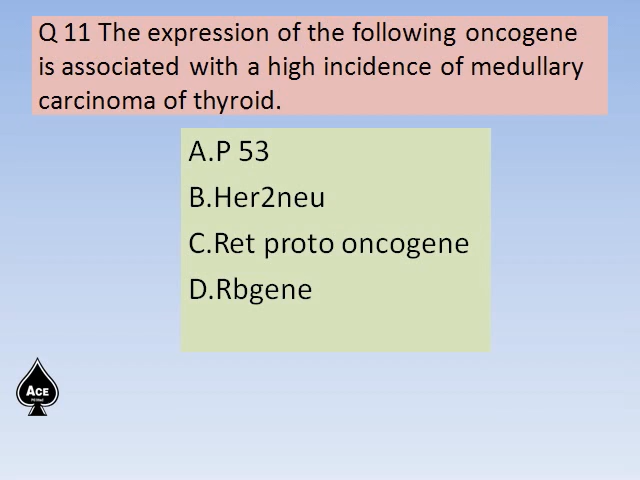 Q 11 The expression of the following oncogene
is associated with a high incidence of medullary
carcinoma of thyroid.
A.P 53
B.Her2neu
C.Ret proto oncogene
D.Rbgene
ACE